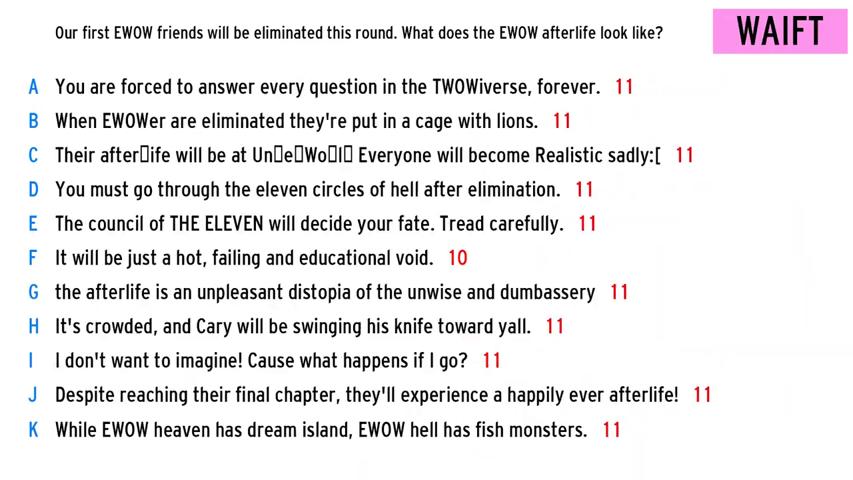 Our first EWOW friends will be eliminated this round. What does the EWOW afterlife look like?
WAIFT
A You are forced to answer every question in the TWOWiverse, forever. 11
B When EWOWer are eliminated they're put in a cage with lions. 11
C Their after▯ife will be at Un▯e▯Wo▯l▯ Everyone will become Realistic sadly:[ 11
D You must go through the eleven circles of hell after elimination. 11
E The council of THE ELEVEN will decide your fate. Tread carefully. 11
F It will be just a hot, failing and educational void. 10
G the afterlife is an unpleasant distopia of the unwise and dumbassery 11
H It's crowded, and Cary will be swinging his knife toward yall. 11
I I don't want to imagine! Cause what happens if I go? 11
J Despite reaching their final chapter, they'll experience a happily ever afterlife! 11
K While EWOW heaven has dream island, EWOW hell has fish monsters. 11